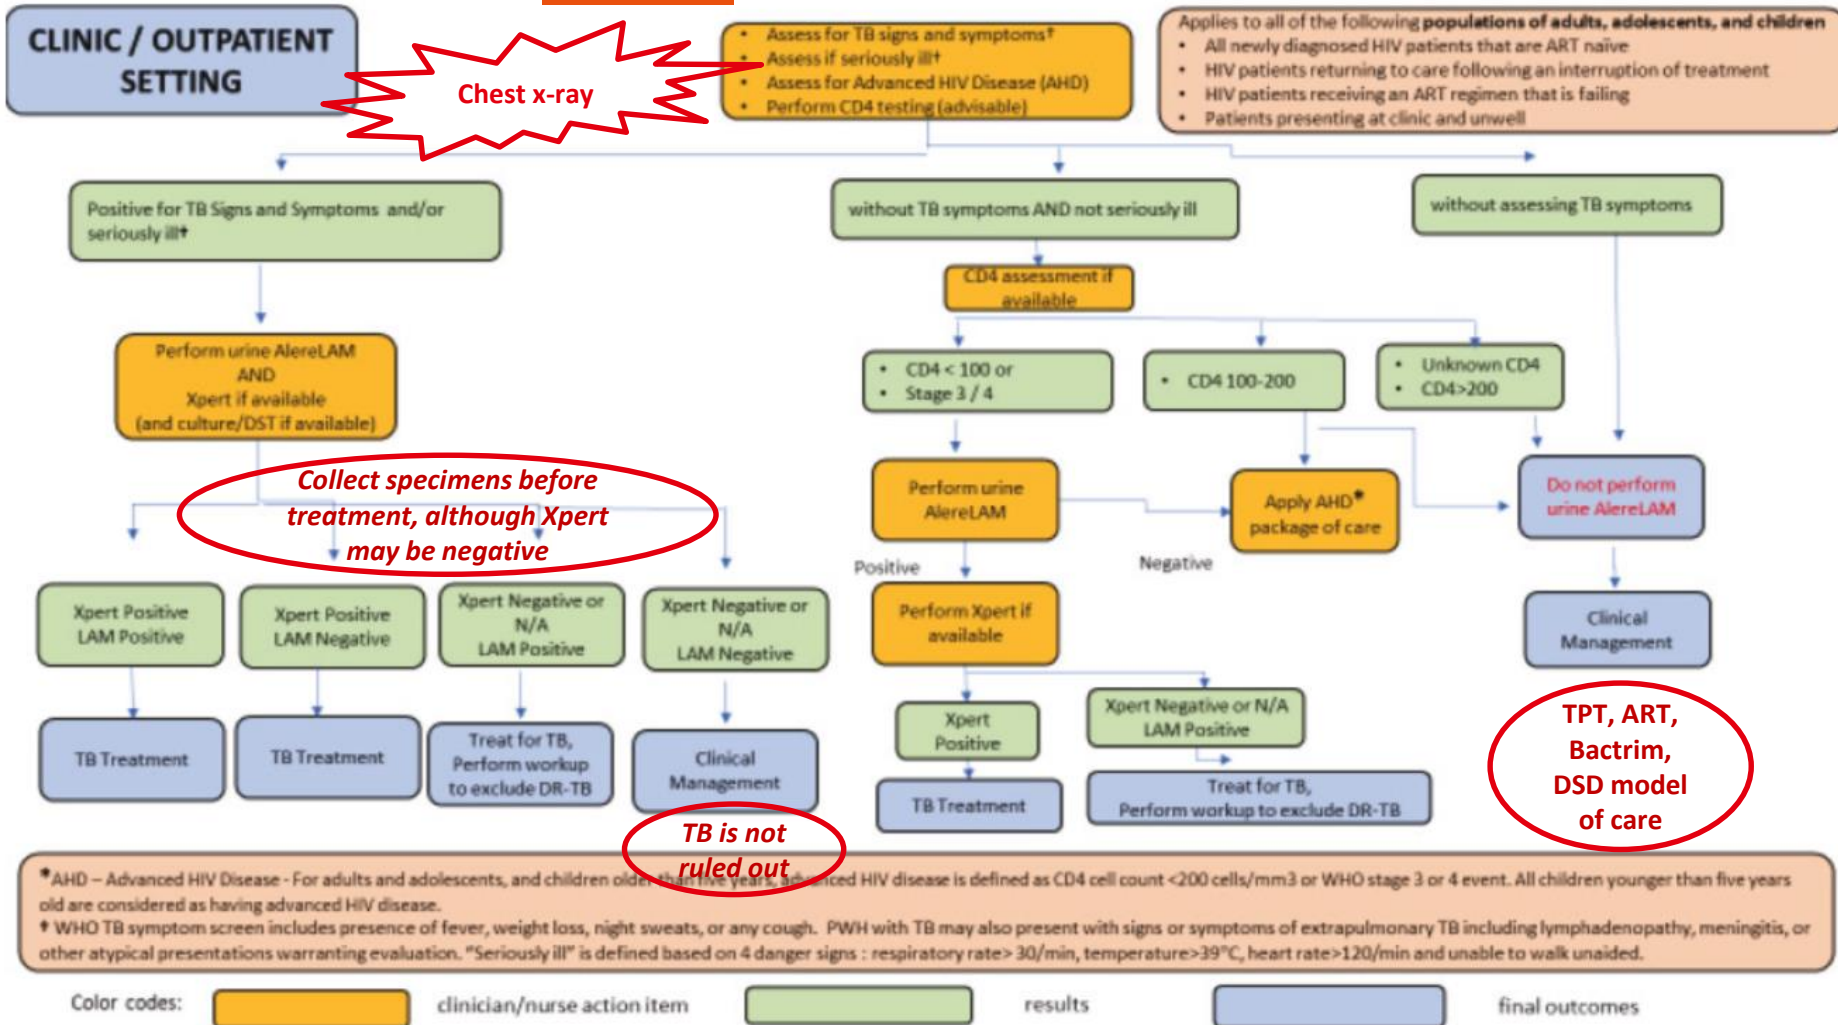 CLINIC / OUTPATIENT
SETTING
Chest x-ray
• Assess for TB signs and symptoms†
• Assess if seriously ill†
• Assess for Advanced HIV Disease (AHD)
• Perform CD4 testing (advisable)
Applies to all of the following populations of adults, adolescents, and children
• All newly diagnosed HIV patients that are ART naïve
• HIV patients returning to care following an interruption of treatment
• HIV patients receiving an ART regimen that is failing
• Patients presenting at clinic and unwell
Positive for TB Signs and Symptoms and/or
seriously ill†
without TB symptoms AND not seriously ill
without assessing TB symptoms
CD4 assessment if
available
Perform urine AlereLAM
AND
Xpert if available
(and culture/DST if available)
• CD4 < 100 or
• Stage 3 / 4
• CD4 100-200
• Unknown CD4
• CD4>200
Collect specimens before
treatment, although Xpert
may be negative
Perform urine
AlereLAM
Apply AHD*
package of care
Do not perform
urine AlereLAM
Positive
Negative
Xpert Positive
LAM Positive
Xpert Positive
LAM Negative
Xpert Negative or
N/A
LAM Positive
Xpert Negative or
N/A
LAM Negative
Perform Xpert if
available
Clinical
Management
TB Treatment
TB Treatment
Treat for TB,
Perform workup
to exclude DR-TB
Clinical
Management
Xpert
Positive
Xpert Negative or N/A
LAM Positive
TB Treatment
Treat for TB,
Perform workup to exclude DR-TB
TPT, ART,
Bactrim,
DSD model
of care
TB is not
ruled out
*AHD – Advanced HIV Disease - For adults and adolescents, and children older than five years, advanced HIV disease is defined as CD4 cell count <200 cells/mm3 or WHO stage 3 or 4 event. All children younger than five years
old are considered as having advanced HIV disease.
† WHO TB symptom screen includes presence of fever, weight loss, night sweats, or any cough. PWH with TB may also present with signs or symptoms of extrapulmonary TB including lymphadenopathy, meningitis, or
other atypical presentations warranting evaluation. "Seriously ill" is defined based on 4 danger signs : respiratory rate> 30/min, temperature>39°C, heart rate>120/min and unable to walk unaided.
Color codes:
clinician/nurse action item
results
final outcomes